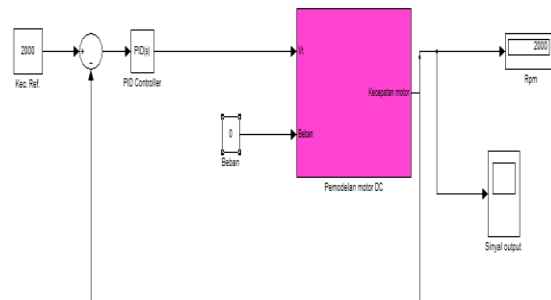 2000
Kec. Ref.
+
−
PID(s)
PID Controller
0
Beban
Vt
Beban
Kecepatan motor
Pemodelan motor DC
2000
Rpm
Sinyal output